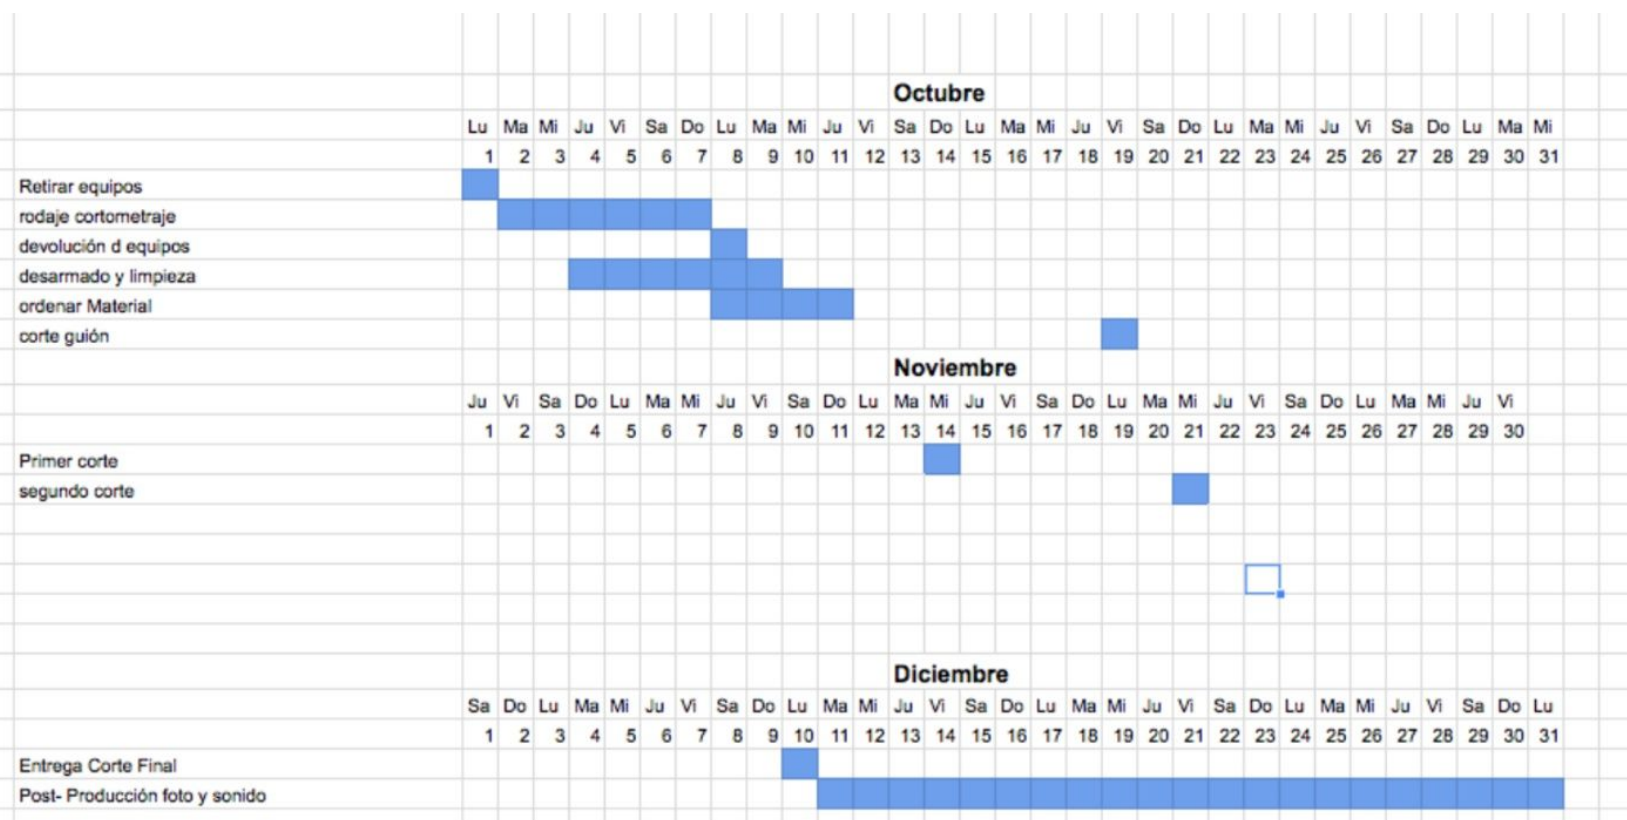 Octubre
Lu Ma Mi Ju Vi Sa Do Lu Ma Mi Ju Vi Sa Do Lu Ma Mi Ju Vi Sa Do Lu Ma Mi Ju Vi Sa Do Lu Ma Mi
1 2 3 4 5 6 7 8 9 10 11 12 13 14 15 16 17 18 19 20 21 22 23 24 25 26 27 28 29 30 31
Retirar equipos
rodaje cortometraje
devolución d equipos
desarmado y limpieza
ordenar Material
corte guión
Noviembre
Ju Vi Sa Do Lu Ma Mi Ju Vi Sa Do Lu Ma Mi Ju Vi Sa Do Lu Ma Mi Ju Vi Sa Do Lu Ma Mi Ju Vi
1 2 3 4 5 6 7 8 9 10 11 12 13 14 15 16 17 18 19 20 21 22 23 24 25 26 27 28 29 30
Primer corte
segundo corte
Diciembre
Sa Do Lu Ma Mi Ju Vi Sa Do Lu Ma Mi Ju Vi Sa Do Lu Ma Mi Ju Vi Sa Do Lu Ma Mi Ju Vi Sa Do Lu
1 2 3 4 5 6 7 8 9 10 11 12 13 14 15 16 17 18 19 20 21 22 23 24 25 26 27 28 29 30 31
Entrega Corte Final
Post- Producción foto y sonido